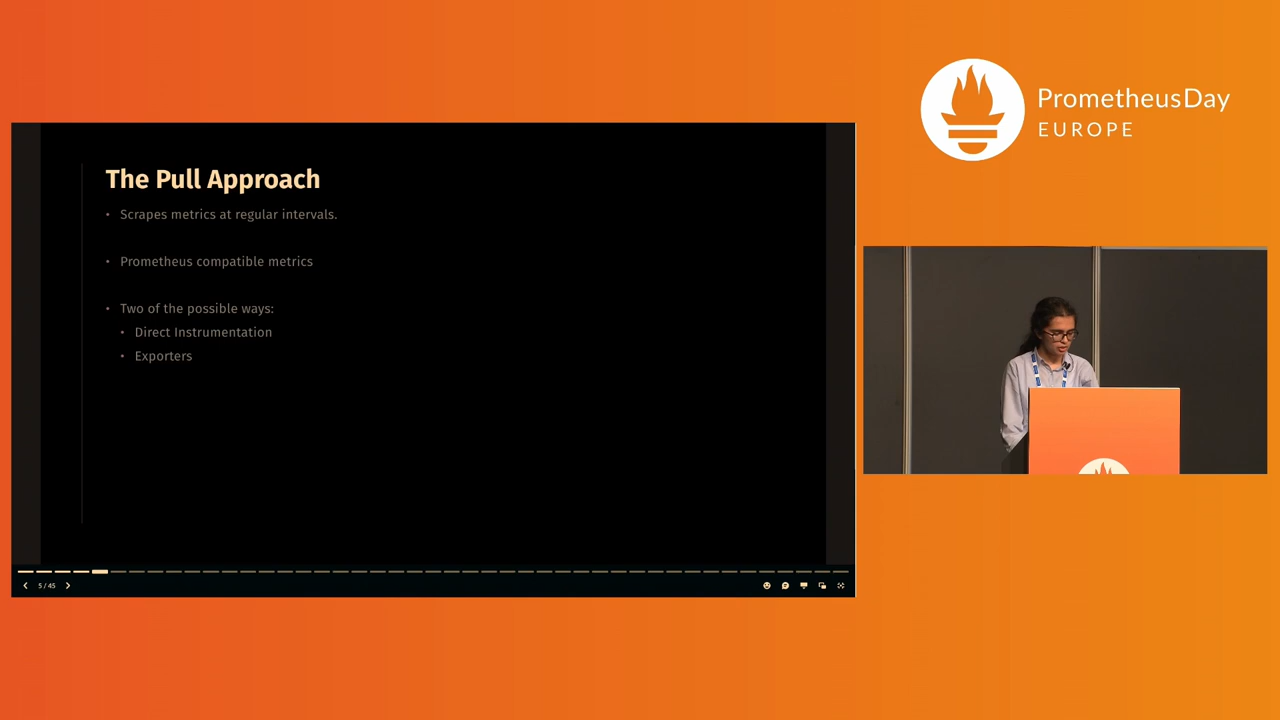 PrometheusDay
EUROPE
The Pull Approach
• Scrapes metrics at regular intervals.
• Prometheus compatible metrics
• Two of the possible ways:
• Direct Instrumentation
• Exporters
5 / 45